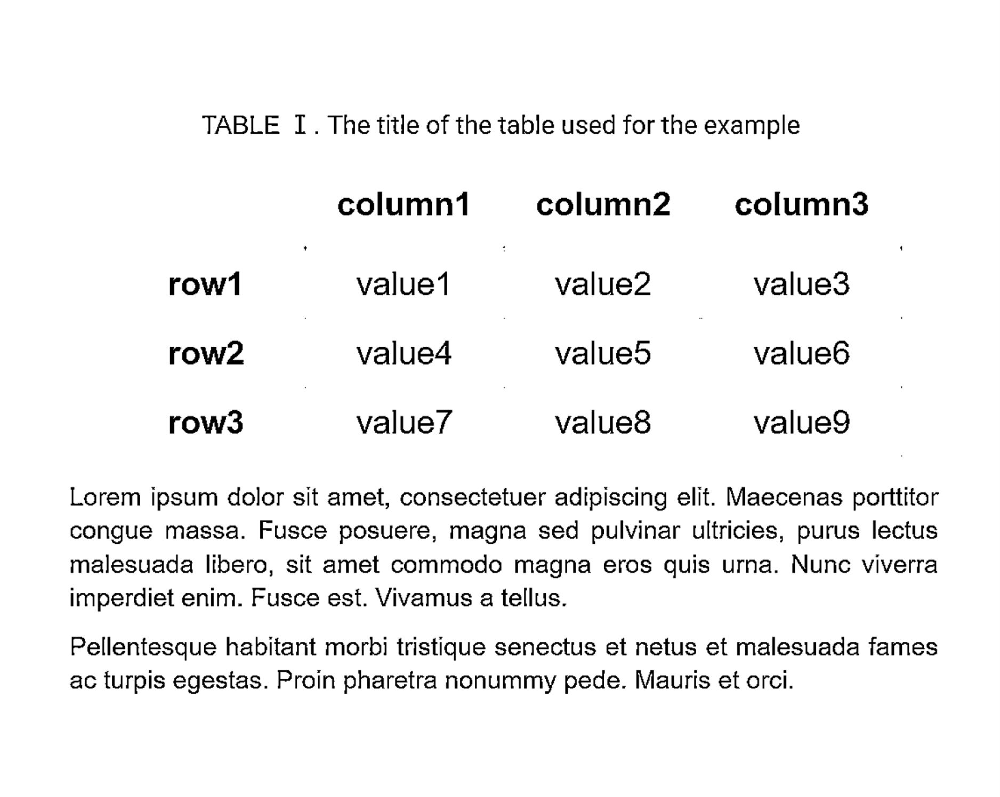 TABLE I. The title of the table used for the example
column1 column2 column3
row1 value1 value2 value3
row2 value4 value5 value6
row3 value7 value8 value9
Lorem ipsum dolor sit amet, consectetuer adipiscing elit. Maecenas porttitor
congue massa. Fusce posuere, magna sed pulvinar ultricies, purus lectus
malesuada libero, sit amet commodo magna eros quis urna. Nunc viverra
imperdiet enim. Fusce est. Vivamus a tellus.
Pellentesque habitant morbi tristique senectus et netus et malesuada fames
ac turpis egestas. Proin pharetra nonummy pede. Mauris et orci.